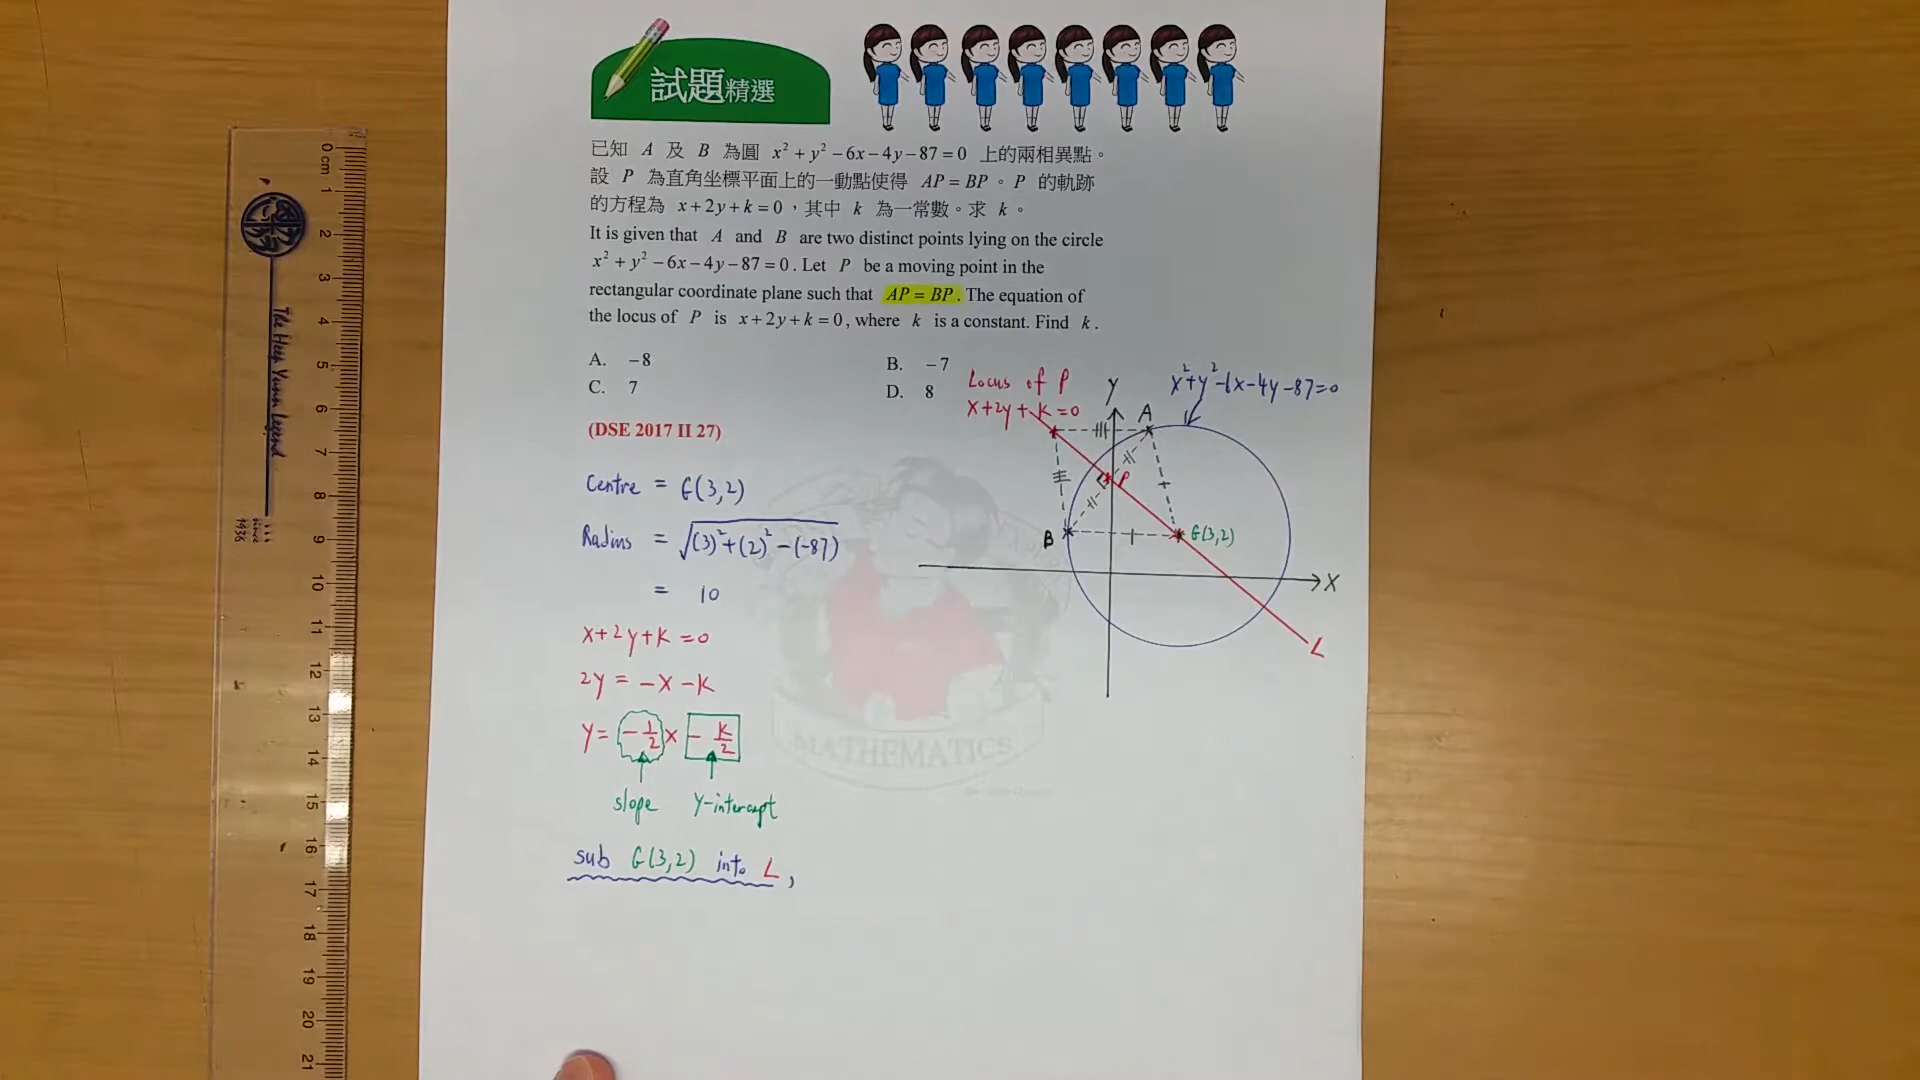 試題精選
已知 A 及 B 為圓 x² + y² − 6x − 4y − 87 = 0 上的兩相異點。
設 P 為直角坐標平面上的一動點使得 AP = BP。P 的軌跡
的方程為 x + 2y + k = 0，其中 k 為一常數。求 k。
It is given that A and B are two distinct points lying on the circle
x² + y² − 6x − 4y − 87 = 0. Let P be a moving point in the
rectangular coordinate plane such that AP = BP. The equation of
the locus of P is x + 2y + k = 0, where k is a constant. Find k.
A. −8
B. −7
C. 7
D. 8
(DSE 2017 II 27)
Locus of P
x+2y+k=0
x²+y²-6x-4y-87=0
Y
A
P
B
G(3,2)
X
L
Centre = G(3,2)
Radius = √(3)²+(2)²-(-87)
= 10
x+2y+k=0
2y = -x-k
y= -1/2 x - k/2
slope
y-intercept
sub G(3,2) into L,
MATHEMATICS
The Heep Yunn Legend
since
1936
0 cm
1
2
3
4
5
6
7
8
9
10
11
12
13
14
15
16
17
18
19
20
21